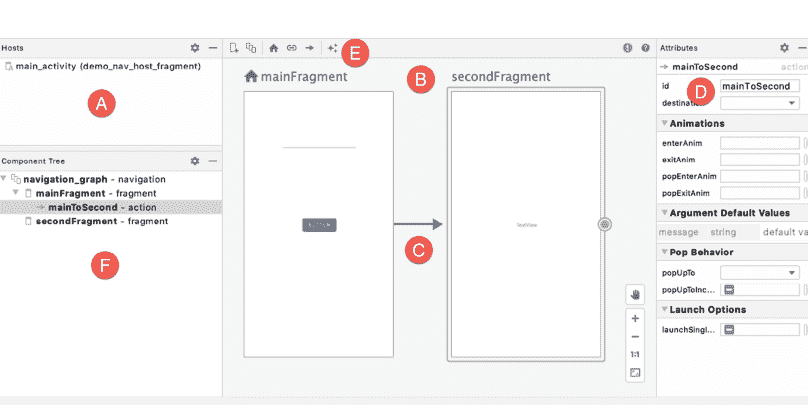 Hosts
main_activity (demo_nav_host_fragment)
A
E
mainFragment
B
secondFragment
TextView
C
1:1
Attributes
mainToSecond
action
id
mainToSecond
D
Animations
enterAnim
exitAnim
popEnterAnim
popExitAnim
Argument Default Values
message string default va
Pop Behavior
popUpTo
popUpToInc...
Launch Options
launchSingl...
Component Tree
navigation_graph - navigation
mainFragment - fragment
mainToSecond - action
secondFragment - fragment
F